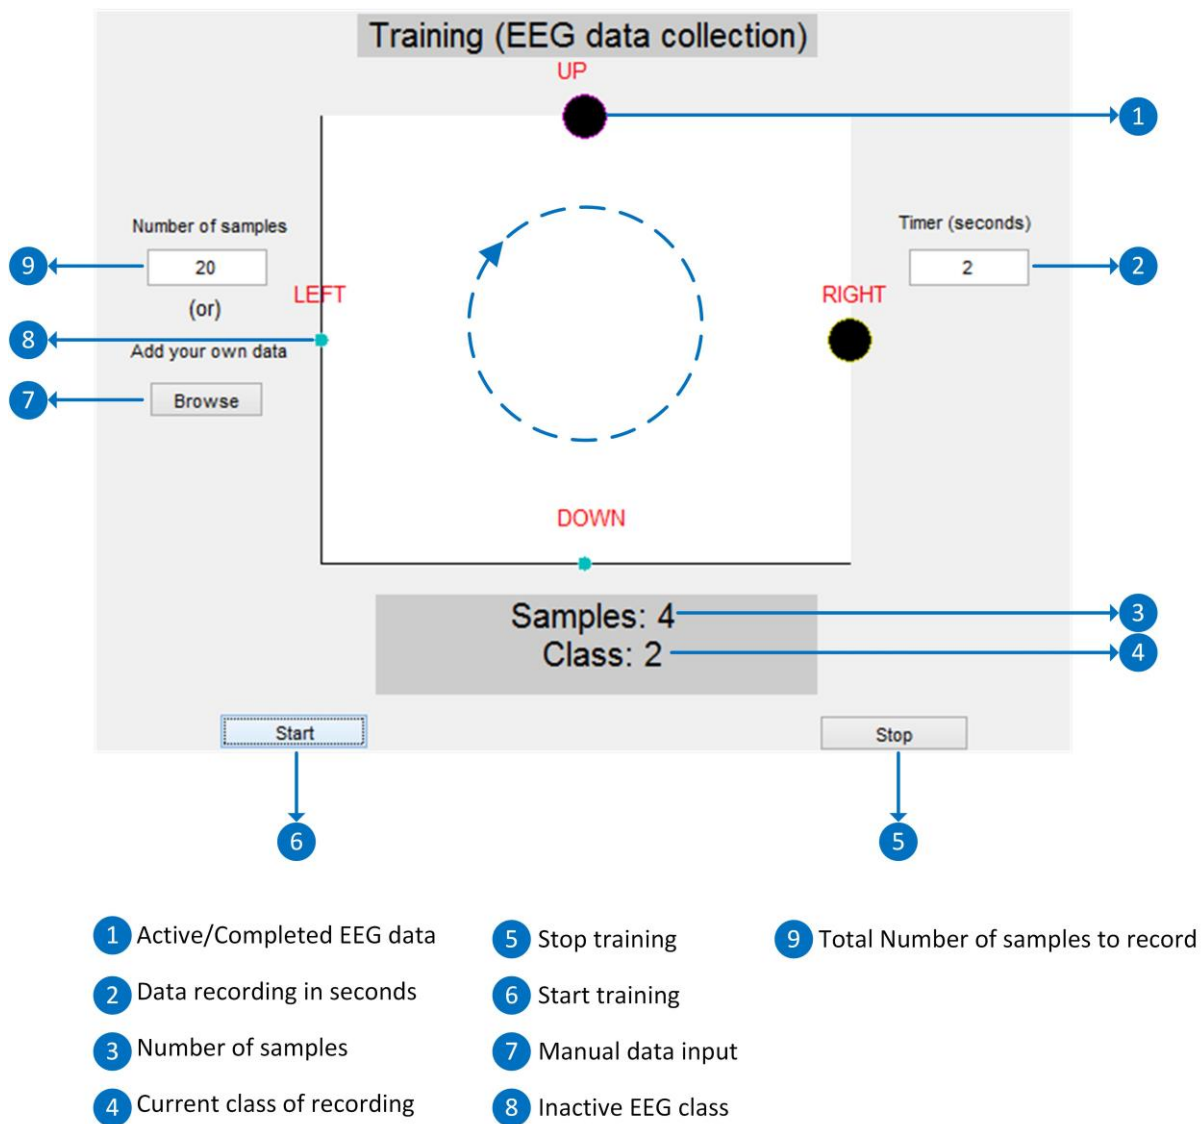 Training (EEG data collection)
UP
1
Number of samples
Timer (seconds)
9
20
2
2
LEFT
(or)
RIGHT
8
Add your own data
7
Browse
DOWN
Samples: 4
3
Class: 2
4
Start
Stop
6
5
1 Active/Completed EEG data
2 Data recording in seconds
3 Number of samples
4 Current class of recording
5 Stop training
6 Start training
7 Manual data input
8 Inactive EEG class
9 Total Number of samples to record